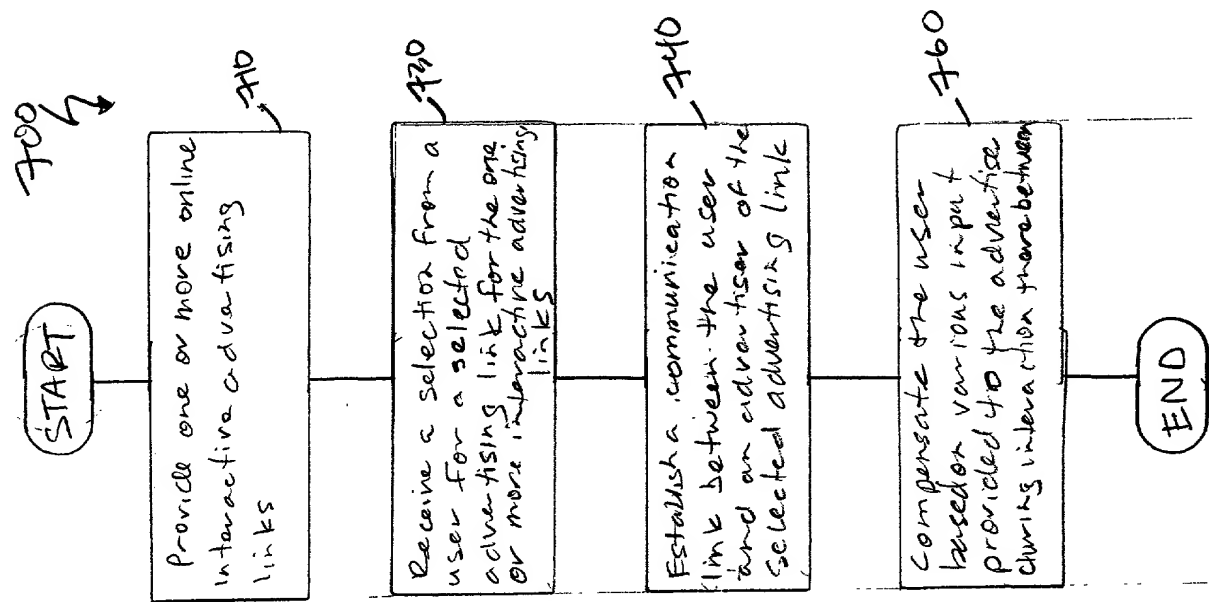 700
START
Provide one or more online
interactive advertising
links
710
Receive a selection from a
user for a selected
advertising link for the one
or more interactive advertising
links
730
Establish a communication
link between the user
and an advertiser of the
selected advertising link
740
Compensate the user
based on various input
provided to the advertise
during interaction therebetween
760
END